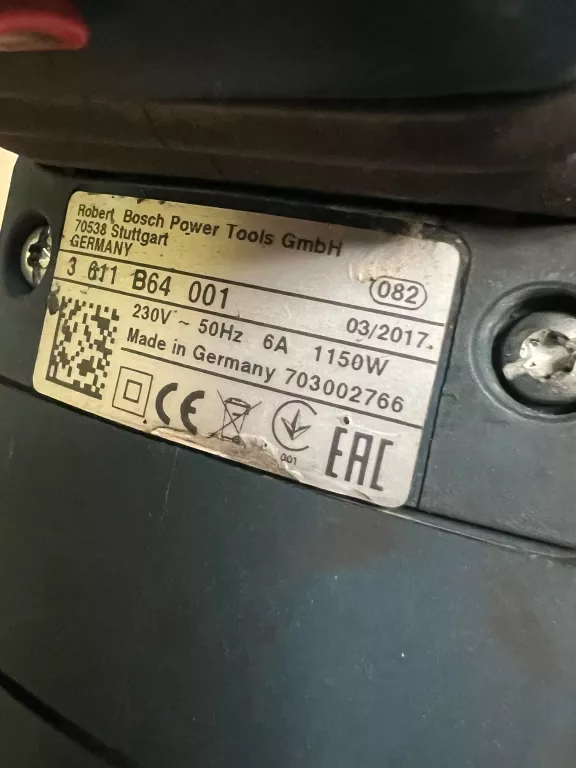 Robert Bosch Power Tools GmbH
70538 Stuttgart
GERMANY
3 611 B64 001
082
230V ~ 50Hz 6A 1150W
03/2017.
Made in Germany 703002766
CE
001
EAC